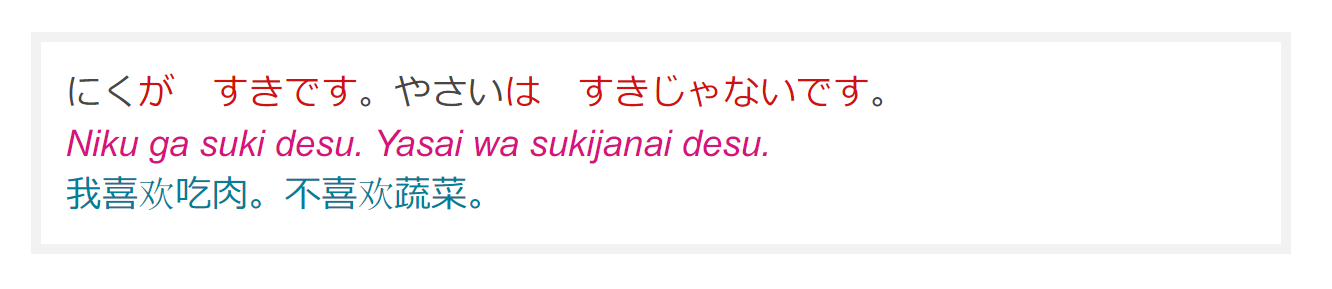 にくが　すきです。やさいは　すきじゃないです。
Niku ga suki desu. Yasai wa sukijanai desu.
我喜欢吃肉。不喜欢蔬菜。